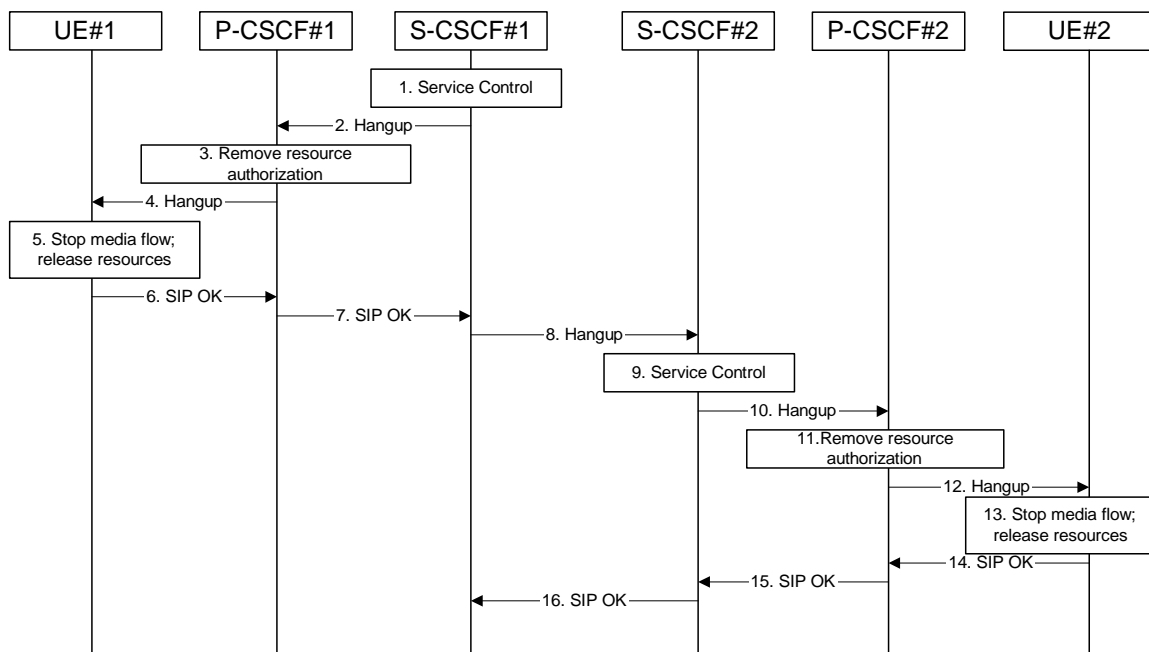 UE#1
P-CSCF#1
S-CSCF#1
S-CSCF#2
P-CSCF#2
UE#2
1. Service Control
2. Hangup
3. Remove resource
authorization
4. Hangup
5. Stop media flow;
release resources
6. SIP OK
7. SIP OK
8. Hangup
9. Service Control
10. Hangup
11.Remove resource
authorization
12. Hangup
13. Stop media flow;
release resources
14. SIP OK
15. SIP OK
16. SIP OK